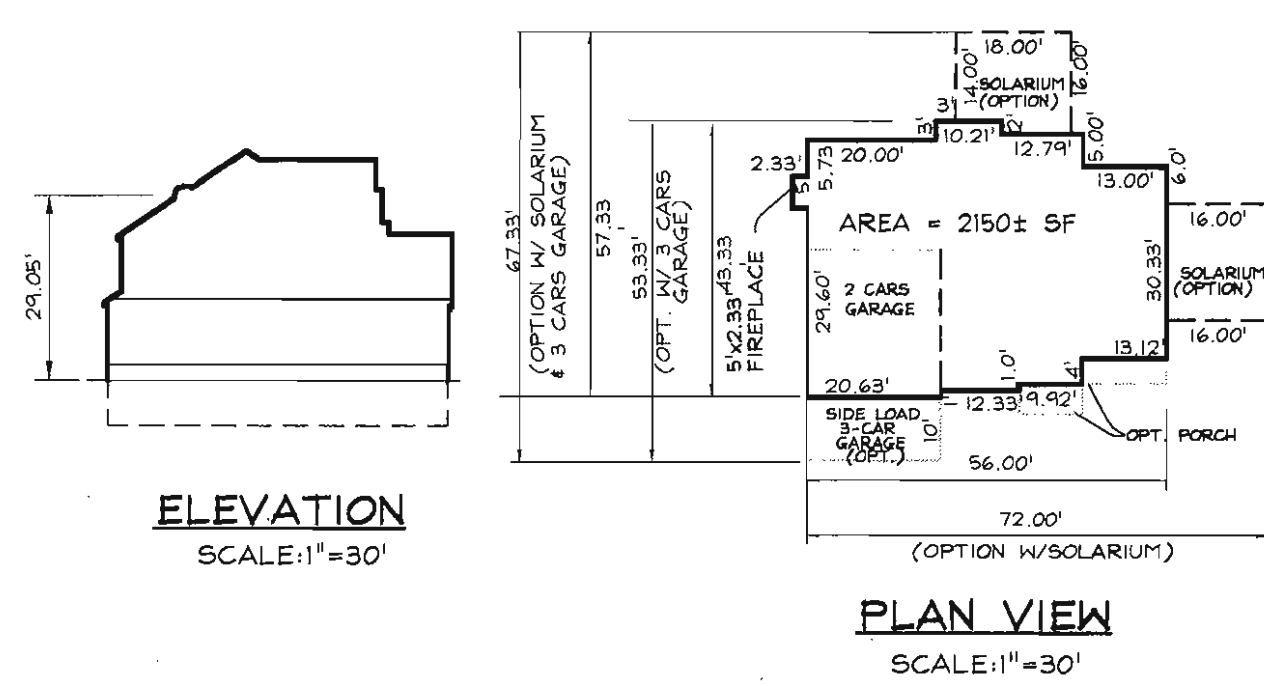 29.05'
ELEVATION
SCALE:1"=30'
67.33'
(OPTION W/ SOLARIUM
& 3 CARS GARAGE)
57.33'
53.33'
(OPT. W/ 3 CARS
GARAGE)
43.33'
5'x2.33'
FIREPLACE
2.33'
5'
5.73
20.00'
3'
3'
10.21'
2'
14.00'
18.00'
16.00'
SOLARIUM
(OPTION)
12.79'
5.00'
13.00'
6.0'
AREA = 2150± SF
16.00'
SOLARIUM
(OPTION)
16.00'
30.33'
29.60'
2 CARS
GARAGE
20.63'
12.33'
1.0'
9.92'
4'
13.12'
SIDE LOAD
3-CAR
GARAGE
(OPT.)
10'
OPT. PORCH
56.00'
72.00'
(OPTION W/SOLARIUM)
PLAN VIEW
SCALE:1"=30'